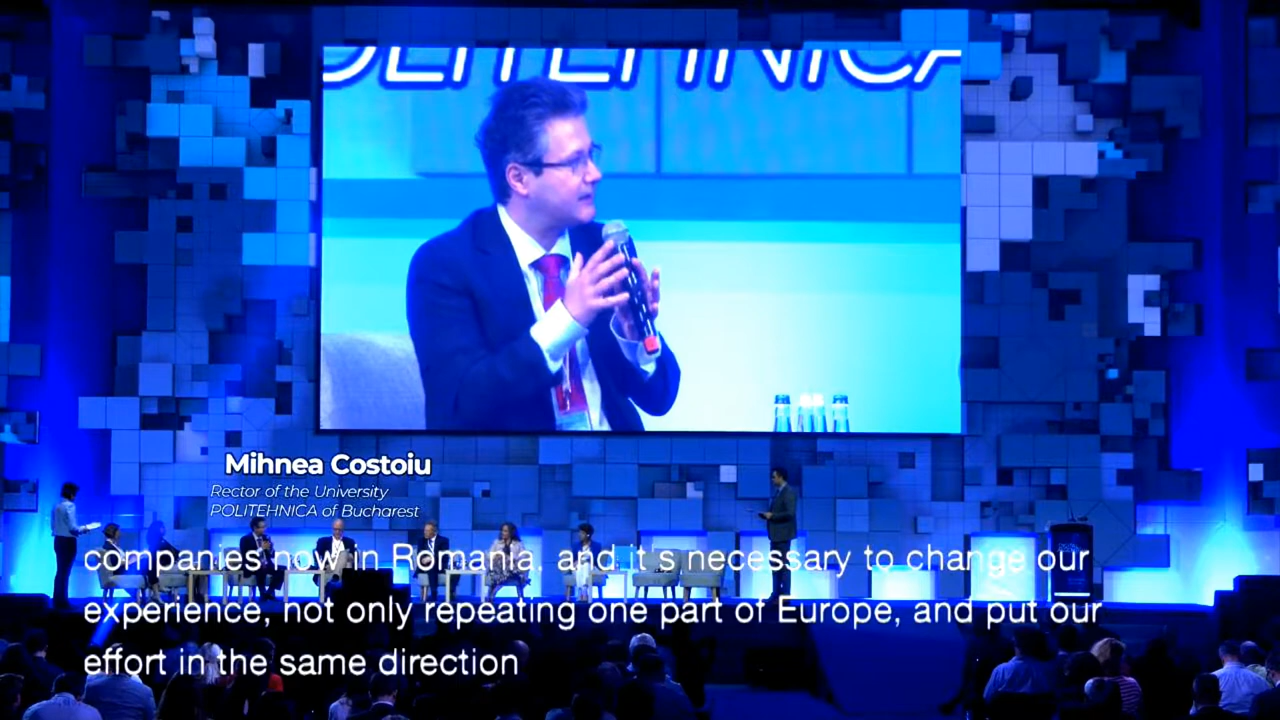 POLITEHNICA
Mihnea Costoiu
Rector of the University
POLITEHNICA of Bucharest
companies now in Romania. and it s necessary to change our
experience, not only repeating one part of Europe, and put our
effort in the same direction